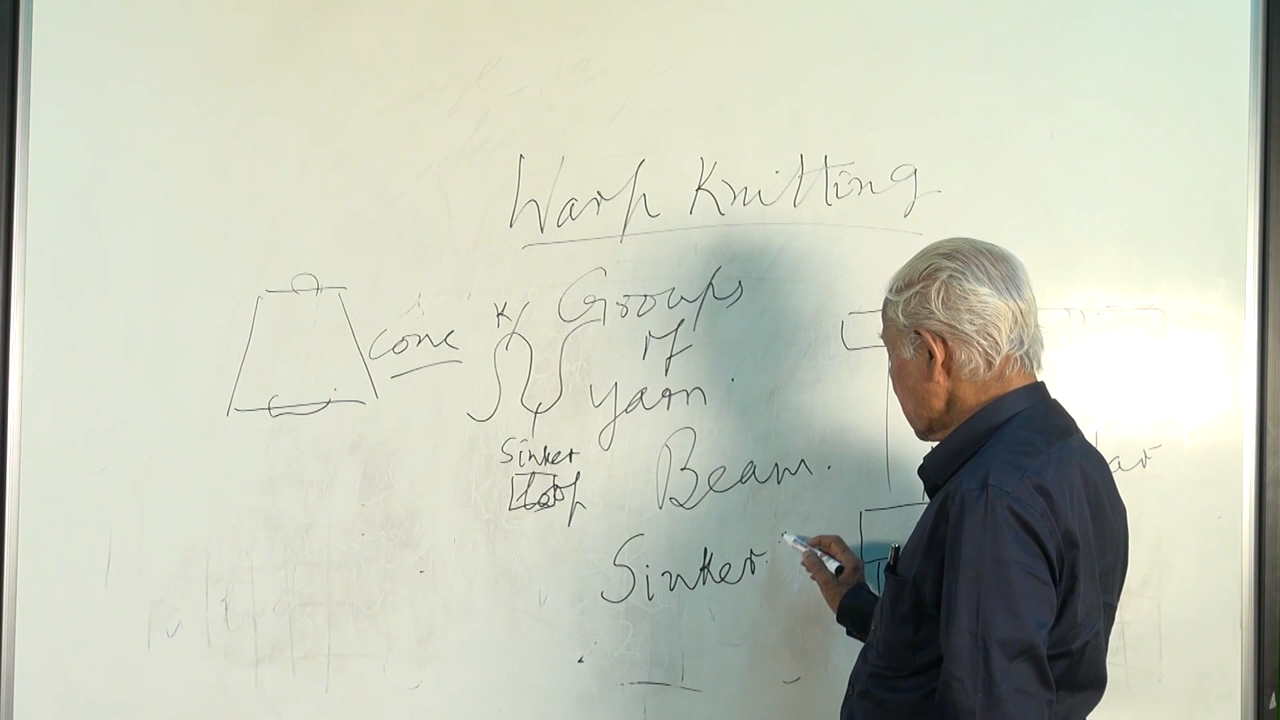 Warp Knitting
cone
K
Groups
of
Yarn
Sinker
loop
Beam.
Sinker